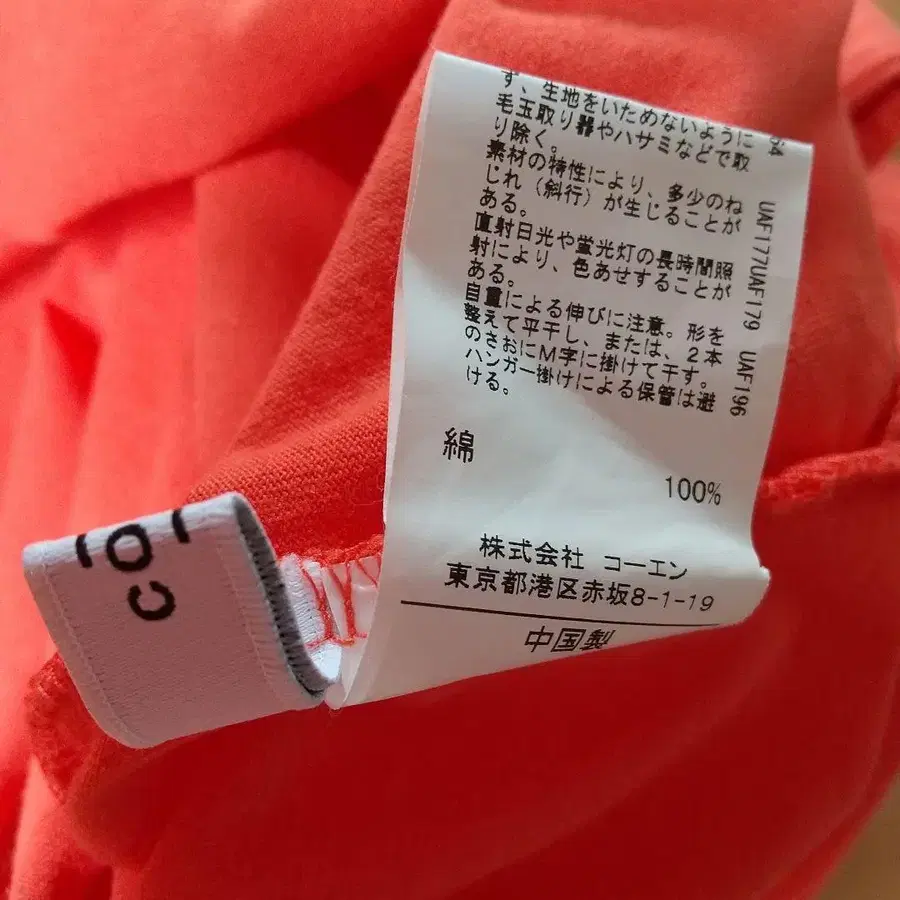 ず、生地をいためないように
毛玉取り器やハサミなどで取
り除く。
素材の特性により、多少のね
じれ（斜行）が生じることが
ある。
直射日光や蛍光灯の長時間照
射により、色あせすることが
ある。
自重による伸びに注意。形を
整えて平干し、または、2本
のさおにM字に掛けて干す。
ハンガー掛けによる保管は避
ける。
綿
100%
株式会社 コーエン
東京都港区赤坂8-1-19
中国製
64
UAF177UAF179 UAF196
co